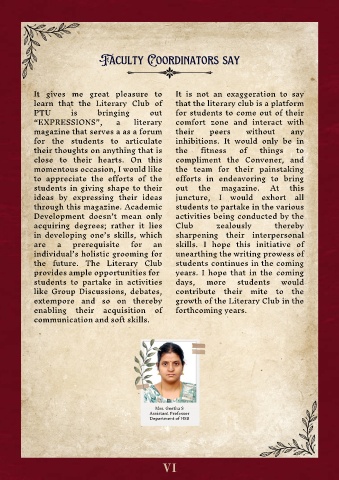 FACULTY COORDINATORS SAY
It gives me great pleasure to
learn that the Literary Club of
PTU is bringing out
“EXPRESSIONS”, a literary
magazine that serves a as a forum
for the students to articulate
their thoughts on anything that is
close to their hearts. On this
momentous occasion, I would like
to appreciate the efforts of the
students in giving shape to their
ideas by expressing their ideas
through this magazine. Academic
Development doesn’t mean only
acquiring degrees; rather it lies
in developing one’s skills, which
are a prerequisite for an
individual’s holistic grooming for
the future. The Literary Club
provides ample opportunities for
students to partake in activities
like Group Discussions, debates,
extempore and so on thereby
enabling their acquisition of
communication and soft skills.
It is not an exaggeration to say
that the literary club is a platform
for students to come out of their
comfort zone and interact with
their peers without any
inhibitions. It would only be in
the fitness of things to
compliment the Convener, and
the team for their painstaking
efforts in endeavoring to bring
out the magazine. At this
juncture, I would exhort all
students to partake in the various
activities being conducted by the
Club zealously thereby
sharpening their interpersonal
skills. I hope this initiative of
unearthing the writing prowess of
students continues in the coming
years. I hope that in the coming
days, more students would
contribute their mite to the
growth of the Literary Club in the
forthcoming years.
Mrs. Geetha S
Assistant Professor
Department of HSS
VI